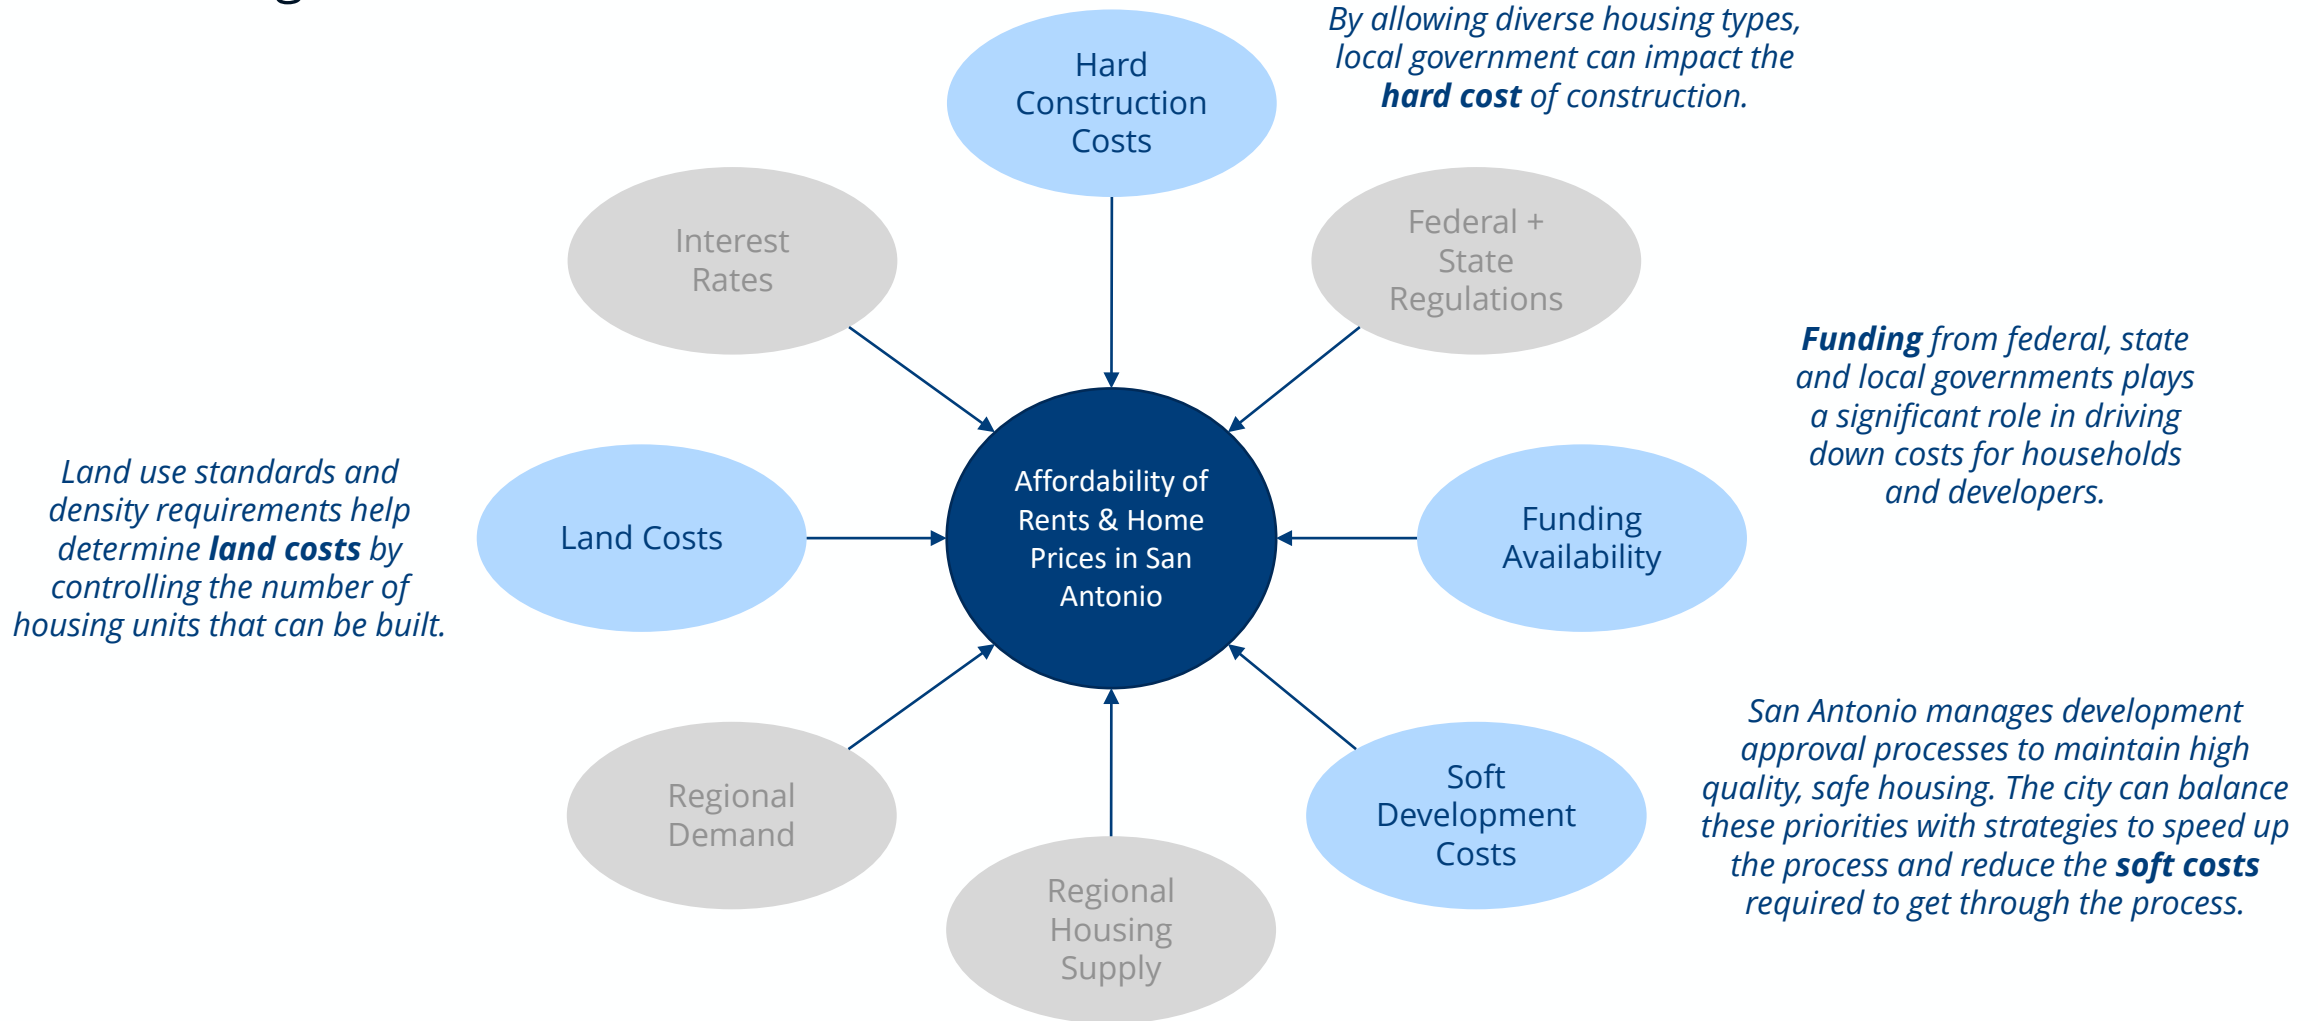 By allowing diverse housing types,
local government can impact the
hard cost of construction.
Hard
Construction
Costs
Interest
Rates
Federal +
State
Regulations
Funding from federal, state
and local governments plays
a significant role in driving
down costs for households
and developers.
Land use standards and
density requirements help
determine land costs by
controlling the number of
housing units that can be built.
Land Costs
Affordability of
Rents & Home
Prices in San
Antonio
Funding
Availability
San Antonio manages development
approval processes to maintain high
quality, safe housing. The city can balance
these priorities with strategies to speed up
the process and reduce the soft costs
required to get through the process.
Regional
Demand
Soft
Development
Costs
Regional
Housing
Supply